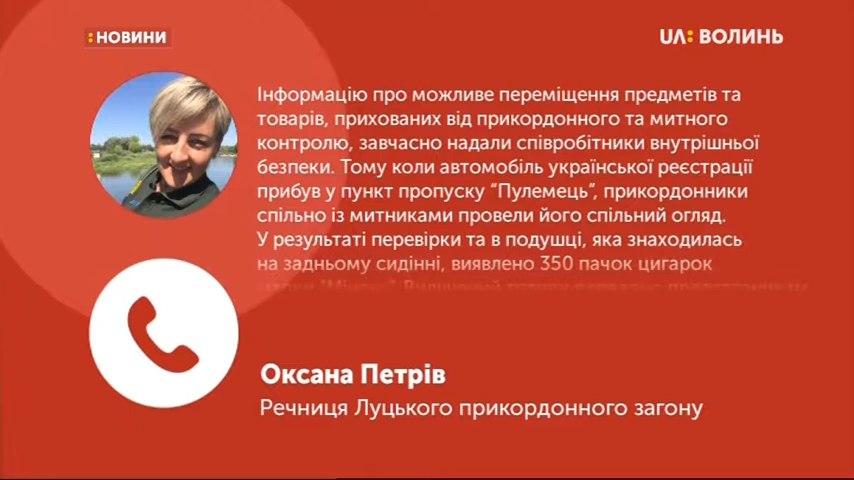 :НОВИНИ
UA: ВОЛИНЬ
Інформацію про можливе переміщення предметів та
товарів, прихованих від прикордонного та митного
контролю, завчасно надали співробітники внутрішньої
безпеки. Тому коли автомобіль української реєстрації
прибув у пункт пропуску “Пулемець”, прикордонники
спільно із митниками провели його спільний огляд.
У результаті перевірки та в подушці, яка знаходилась
на задньому сидінні, виявлено 350 пачок цигарок
Оксана Петрів
Речниця Луцького прикордонного загону